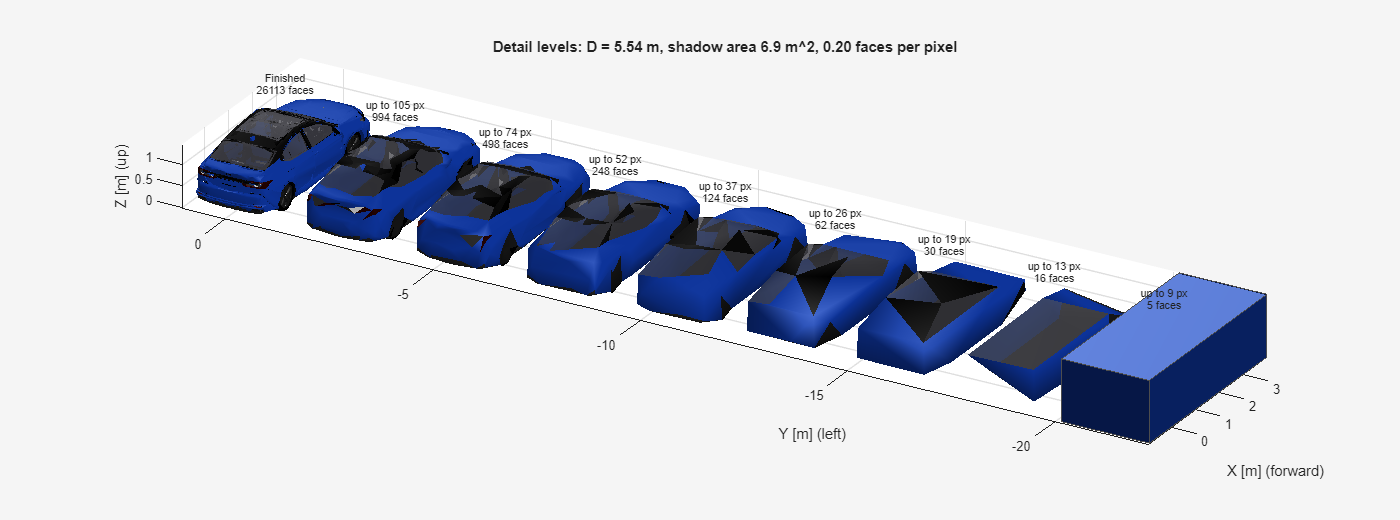 Detail levels: D = 5.54 m, shadow area 6.9 m^2, 0.20 faces per pixel
Finished
26113 faces
up to 105 px
994 faces
up to 74 px
498 faces
up to 52 px
248 faces
up to 37 px
124 faces
up to 26 px
62 faces
up to 19 px
30 faces
up to 13 px
16 faces
up to 9 px
5 faces
Z [m] (up)
1
0.5
0
0
-5
-10
-15
-20
Y [m] (left)
0
1
2
3
X [m] (forward)